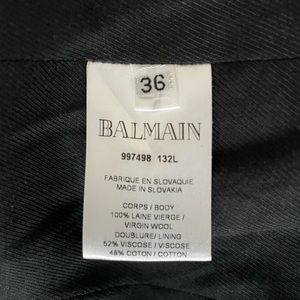 36
BALMAIN
997498 132L
FABRIQUE EN SLOVAQUIE
MADE IN SLOVAKIA
CORPS / BODY
100% LAINE VIERGE /
VIRGIN WOOL
DOUBLURE/ LINING
52% VISCOSE / VISCOSE
48% COTON / COTTON